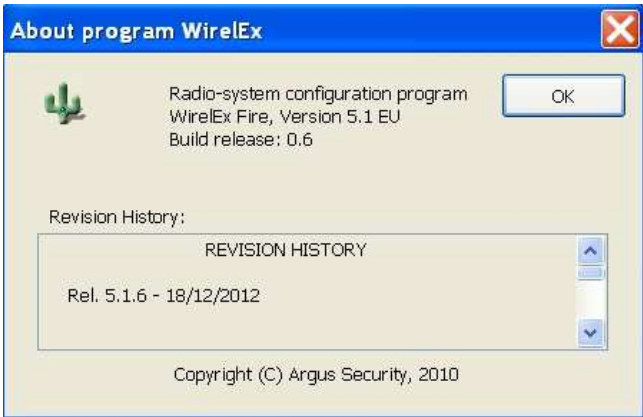 About program WirelEx
Radio-system configuration program
WirelEx Fire, Version 5.1 EU
Build release: 0.6
OK
Revision History:
REVISION HISTORY
Rel. 5.1.6 - 18/12/2012
Copyright (C) Argus Security, 2010